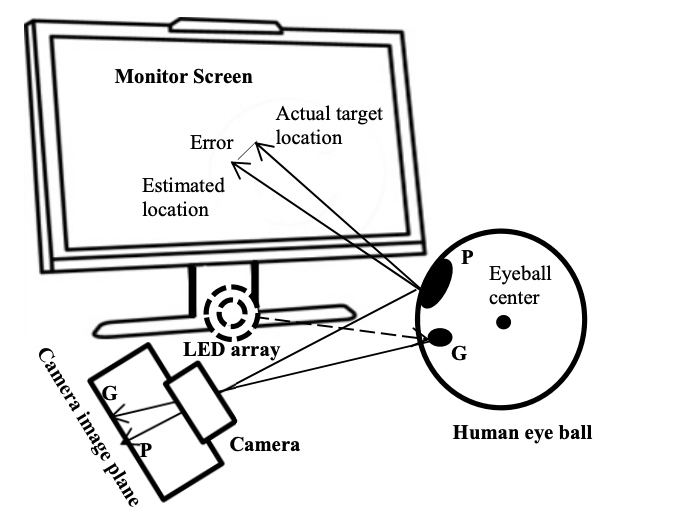 Monitor Screen
Actual target
location
Error
Estimated
location
P
Eyeball
center
G
LED array
Human eye ball
Camera
G
P
Camera image plane